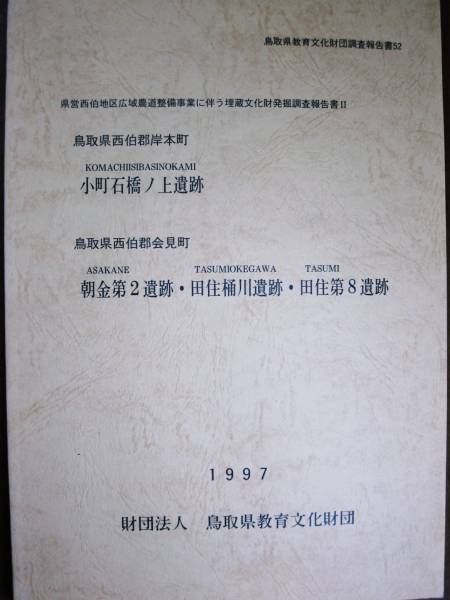 鳥取県教育文化財団調査報告書52
県営西伯地区広域農道整備事業に伴う埋蔵文化財発掘調査報告書Ⅱ
鳥取県西伯郡岸本町
KOMACHIISIBASINOKAMI
小町石橋ノ上遺跡
鳥取県西伯郡会見町
ASAKANE TASUMIOKEGAWA TASUMI
朝金第2遺跡・田住桶川遺跡・田住第8遺跡
1997
財団法人 鳥取県教育文化財団